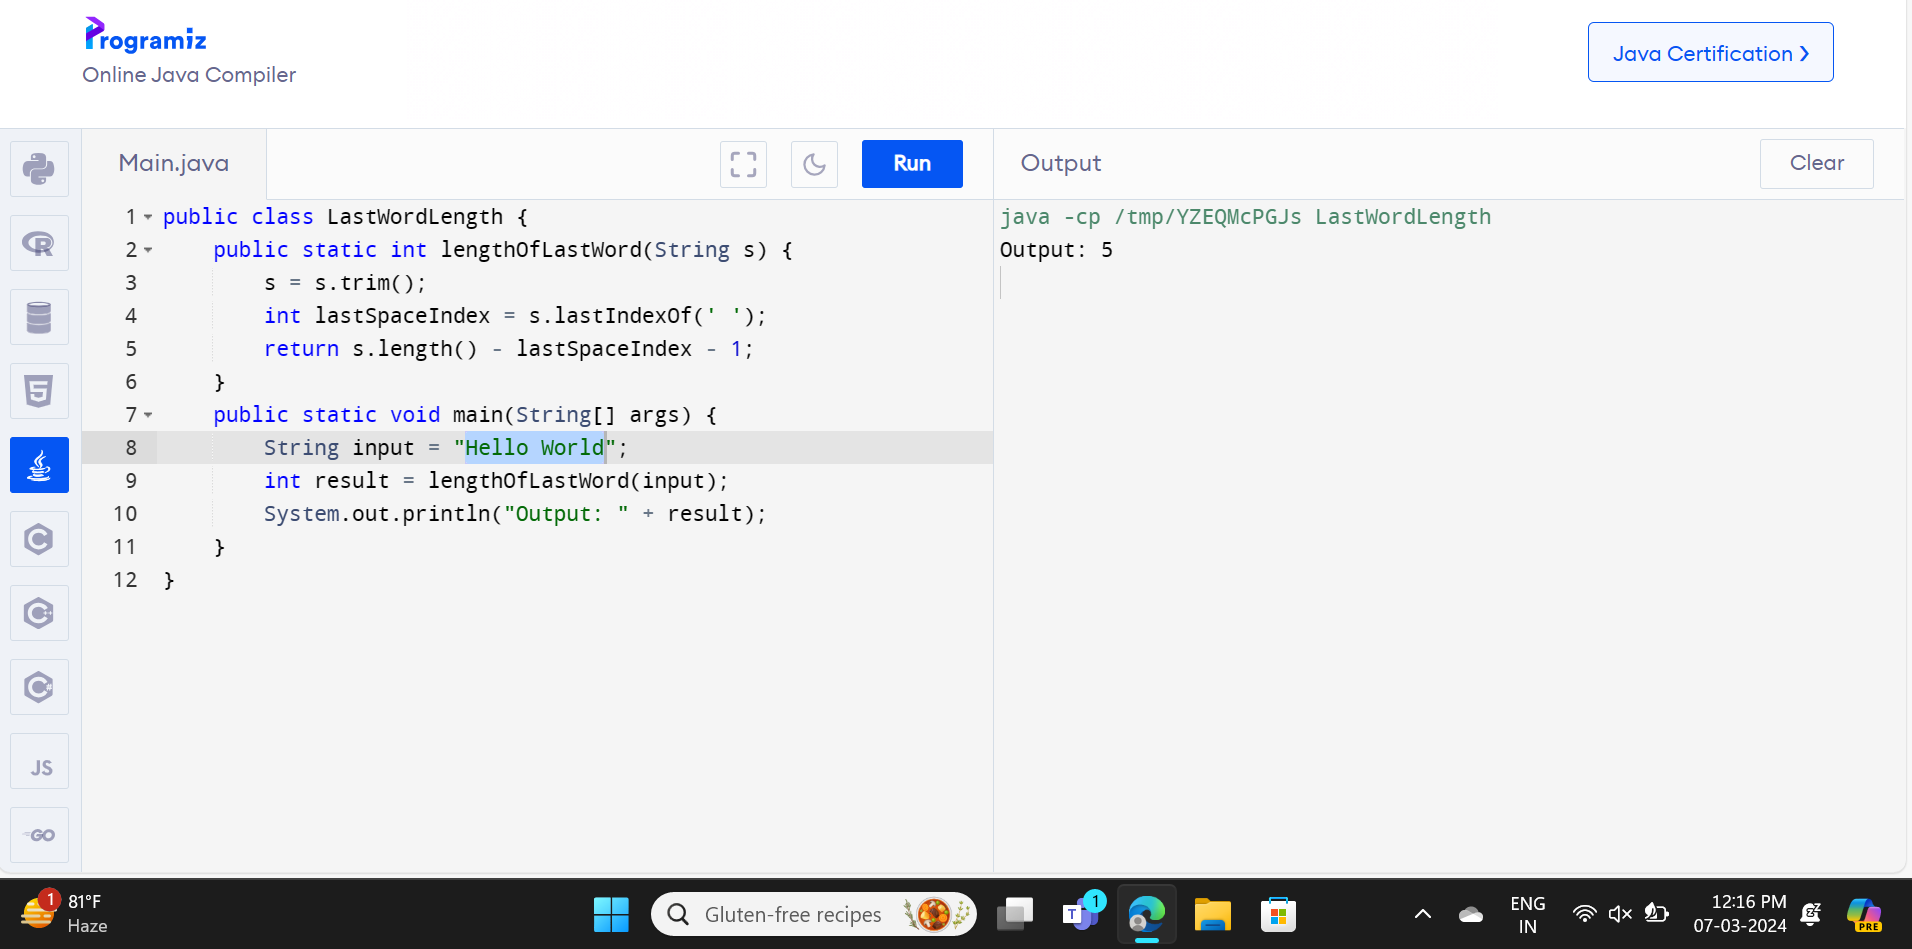 Programiz
Online Java Compiler
Java Certification ❯
Main.java
Run
Output
Clear
1 public class LastWordLength {
2     public static int lengthOfLastWord(String s) {
3         s = s.trim();
4         int lastSpaceIndex = s.lastIndexOf(' ');
5         return s.length() - lastSpaceIndex - 1;
6     }
7     public static void main(String[] args) {
8         String input = "Hello World";
9         int result = lengthOfLastWord(input);
10         System.out.println("Output: " + result);
11     }
12 }
java -cp /tmp/YZEQMcPGJs LastWordLength
Output: 5
R
5
C
C++
C#
JS
GO
1
81°F
Haze
Gluten-free recipes
T
1
ENG
IN
12:16 PM
07-03-2024
PRE